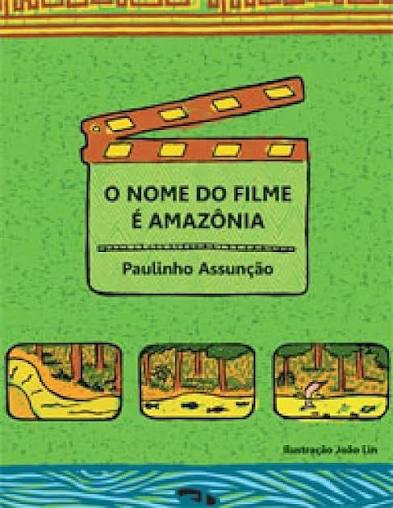 O NOME DO FILME
É AMAZÔNIA
Paulinho Assunção
Ilustração João Lin